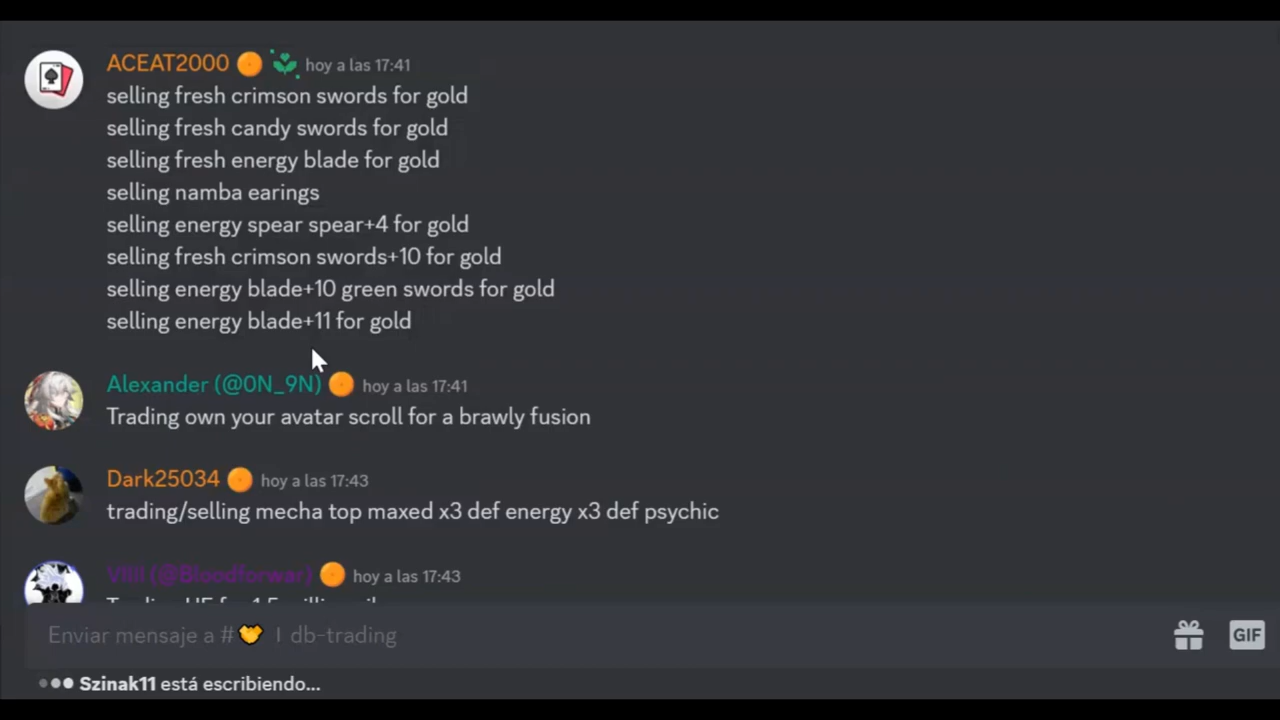 ACEAT2000 hoy a las 17:41
selling fresh crimson swords for gold
selling fresh candy swords for gold
selling fresh energy blade for gold
selling namba earings
selling energy spear spear+4 for gold
selling fresh crimson swords+10 for gold
selling energy blade+10 green swords for gold
selling energy blade+11 for gold
Alexander (@0N_9N) hoy a las 17:41
Trading own your avatar scroll for a brawly fusion
Dark25034 hoy a las 17:43
trading/selling mecha top maxed x3 def energy x3 def psychic
(@Bloodforwar) hoy a las 17:43
Enviar mensaje a # | db-trading
GIF
Szinak11 está escribiendo...